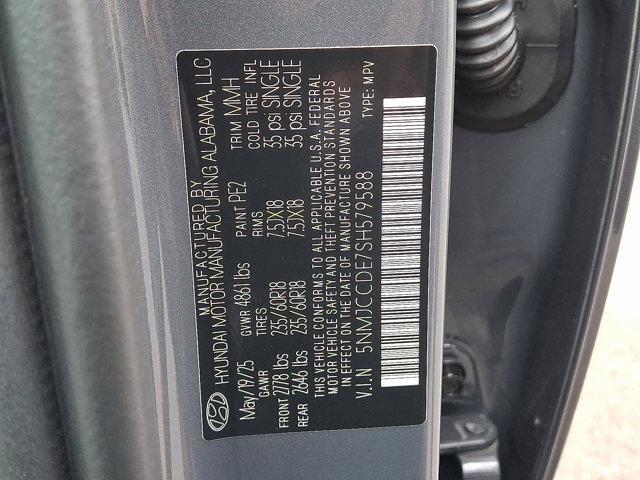 MANUFACTURED BY
HYUNDAI MOTOR MANUFACTURING ALABAMA, LLC
May/19/25 GVWR 4861 lbs PAINT PE2 TRIM MMH
GAWR TIRES RIMS COLD TIRE INFL
FRONT 2778 lbs 235/60R18 7.5JX18 35 psi SINGLE
REAR 2646 lbs 235/60R18 7.5JX18 35 psi SINGLE
THIS VEHICLE CONFORMS TO ALL APPLICABLE U.S.A. FEDERAL
MOTOR VEHICLE SAFETY AND THEFT PREVENTION STANDARDS
IN EFFECT ON THE DATE OF MANUFACTURE SHOWN ABOVE
V.I.N 5NMJCCDE7SH579588 TYPE: MPV